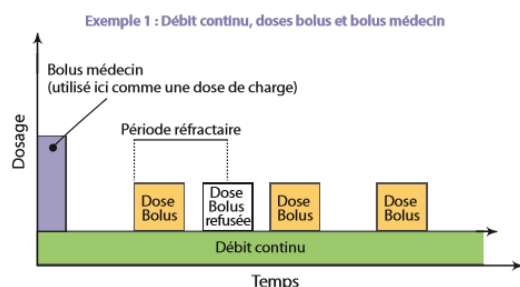 Exemple 1 : Débit continu, doses bolus et bolus médecin
Bolus médecin
(utilisé ici comme une dose de charge)
Dosage
Période réfractaire
Dose
Bolus
Dose
Bolus
refusée
Dose
Bolus
Dose
Bolus
Débit continu
Temps